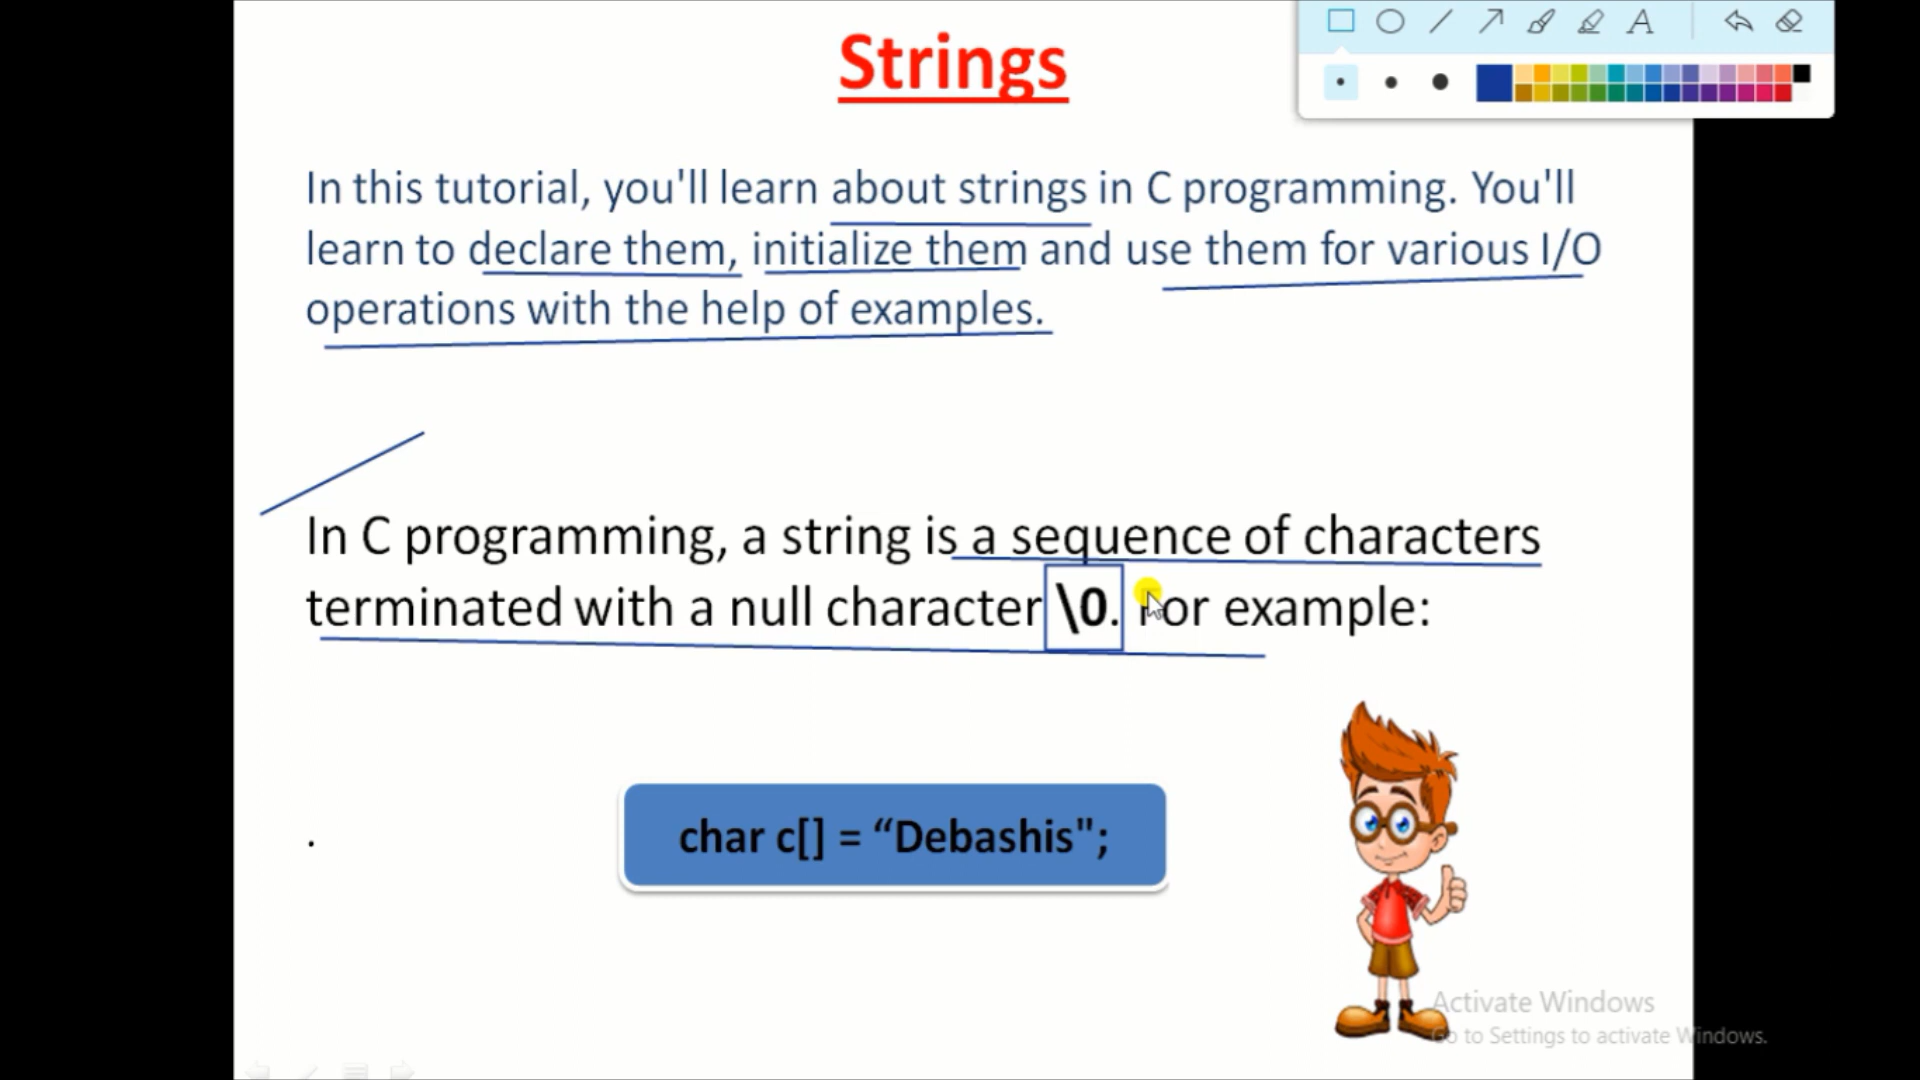 Strings
In this tutorial, you'll learn about strings in C programming. You'll
learn to declare them, initialize them and use them for various I/O
operations with the help of examples.
In C programming, a string is a sequence of characters
terminated with a null character \0. For example:
.
char c[] = “Debashis";
Activate Windows
Go to Settings to activate Windows.